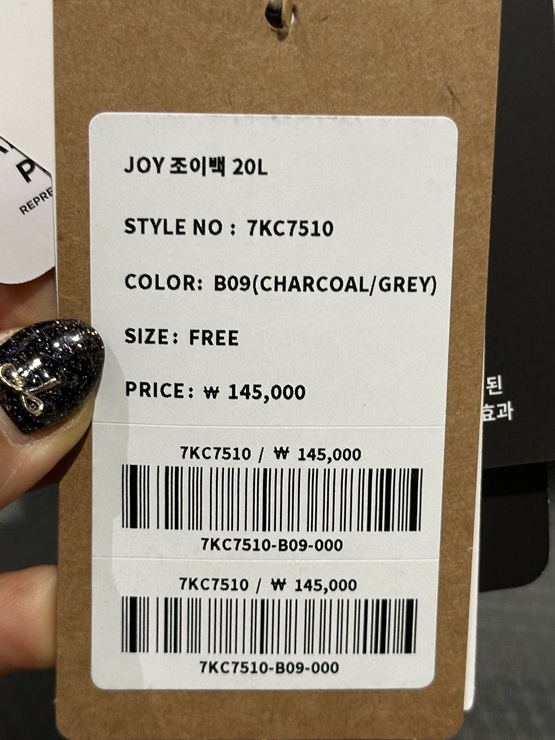 JOY 조이백 20L
STYLE NO : 7KC7510
COLOR: B09(CHARCOAL/GREY)
SIZE: FREE
PRICE: ₩ 145,000
7KC7510 / ₩ 145,000
7KC7510-B09-000
7KC7510 / ₩ 145,000
7KC7510-B09-000
된
효과